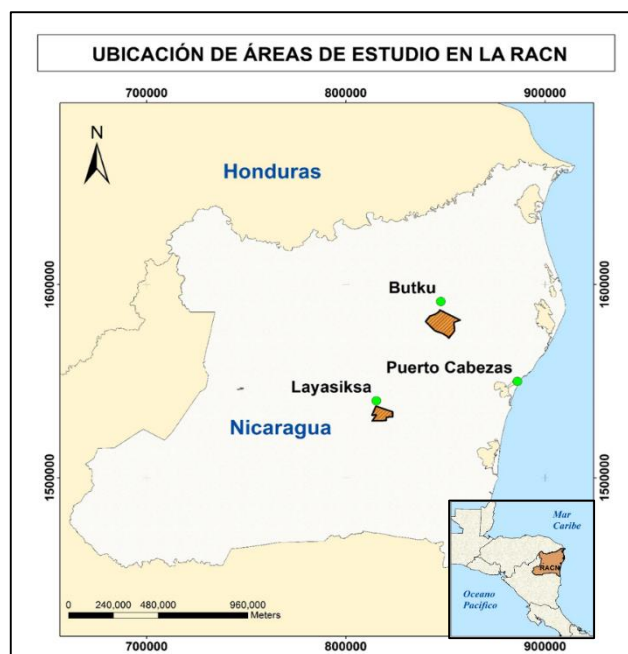 UBICACIÓN DE ÁREAS DE ESTUDIO EN LA RACN
700000 800000 900000
N
Honduras
1600000 1600000
Butku
Puerto Cabezas
Layasiksa
Nicaragua
1500000 1500000
Mar
Caribe
RACN
Oceano
Pacifico
0 240,000 480,000 960,000
Meters
700000 800000 900000